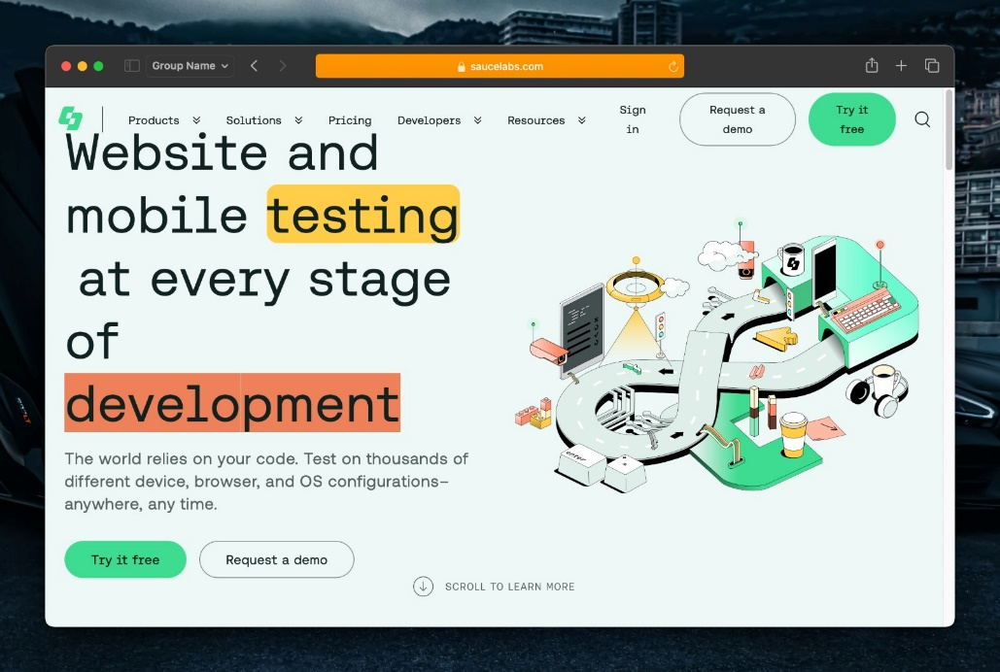 Group Name
saucelabs.com
Products
Solutions
Pricing
Developers
Resources
Sign
in
Request a
demo
Try it
free
Website and
mobile testing
at every stage
of
development
The world relies on your code. Test on thousands of
different device, browser, and OS configurations–
anywhere, any time.
Try it free
Request a demo
SCROLL TO LEARN MORE
enter